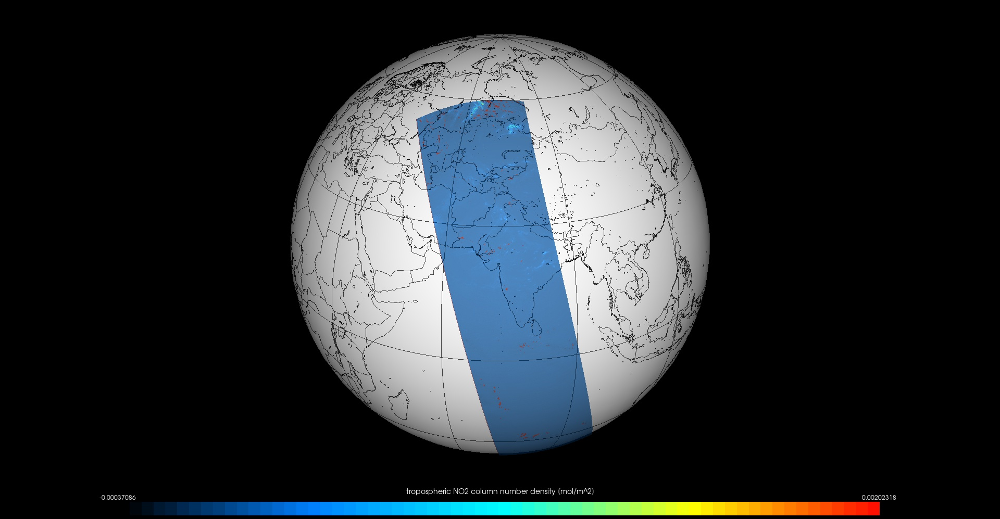 tropospheric NO2 column number density [mol/m^2]
-0.00037086
0.00202318